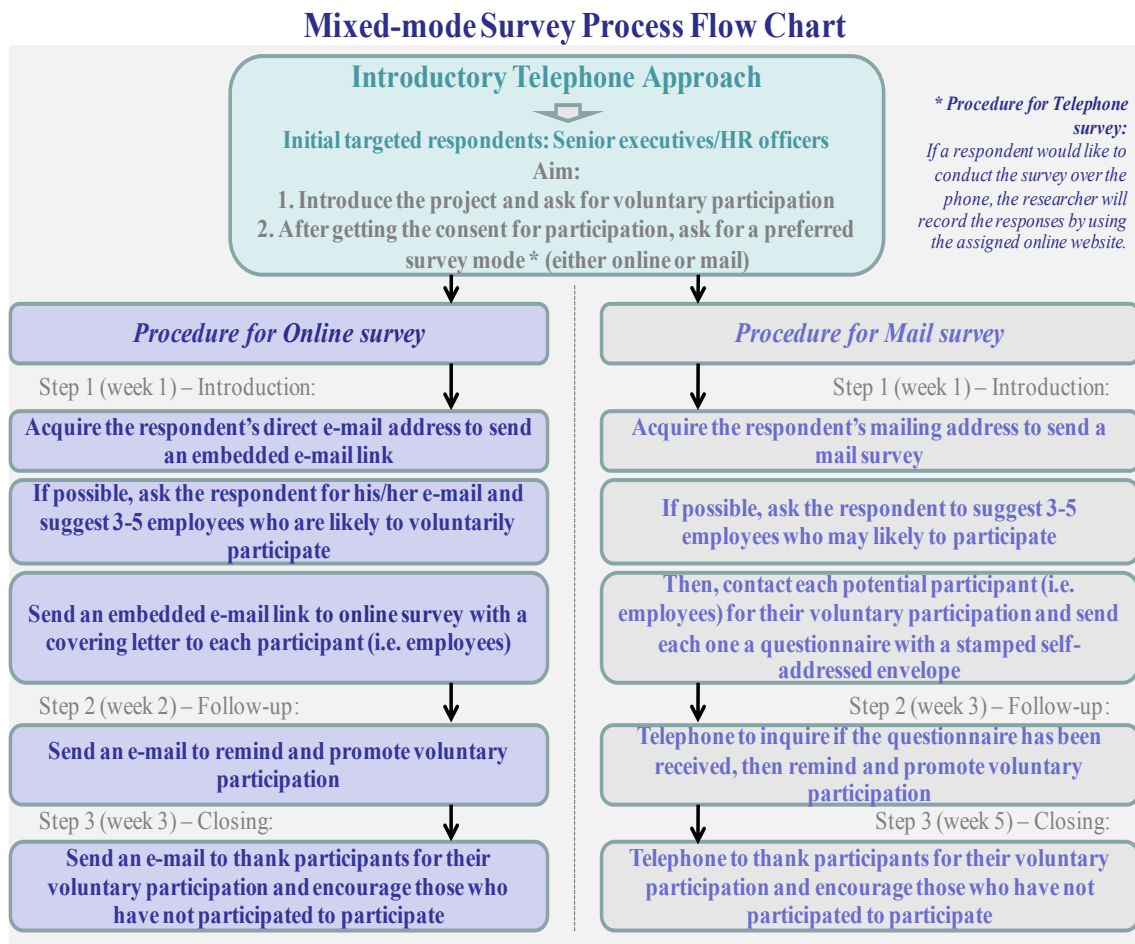 Mixed-mode Survey Process Flow Chart
Introductory Telephone Approach
Initial targeted respondents: Senior executives/HR officers
Aim:
1. Introduce the project and ask for voluntary participation
2. After getting the consent for participation, ask for a preferred
survey mode * (either online or mail)
* Procedure for Telephone
survey:
If a respondent would like to
conduct the survey over the
phone, the researcher will
record the responses by using
the assigned online website.
Procedure for Online survey
Step 1 (week 1) – Introduction:
Acquire the respondent's direct e-mail address to send
an embedded e-mail link
If possible, ask the respondent for his/her e-mail and
suggest 3-5 employees who are likely to voluntarily
participate
Send an embedded e-mail link to online survey with a
covering letter to each participant (i.e. employees)
Step 2 (week 2) – Follow-up:
Send an e-mail to remind and promote voluntary
participation
Step 3 (week 3) – Closing:
Send an e-mail to thank participants for their
voluntary participation and encourage those who
have not participated to participate
Procedure for Mail survey
Step 1 (week 1) – Introduction:
Acquire the respondent's mailing address to send a
mail survey
If possible, ask the respondent to suggest 3-5
employees who may likely to participate
Then, contact each potential participant (i.e.
employees) for their voluntary participation and send
each one a questionnaire with a stamped self-
addressed envelope
Step 2 (week 3) – Follow-up:
Telephone to inquire if the questionnaire has been
received, then remind and promote voluntary
participation
Step 3 (week 5) – Closing:
Telephone to thank participants for their voluntary
participation and encourage those who have not
participated to participate